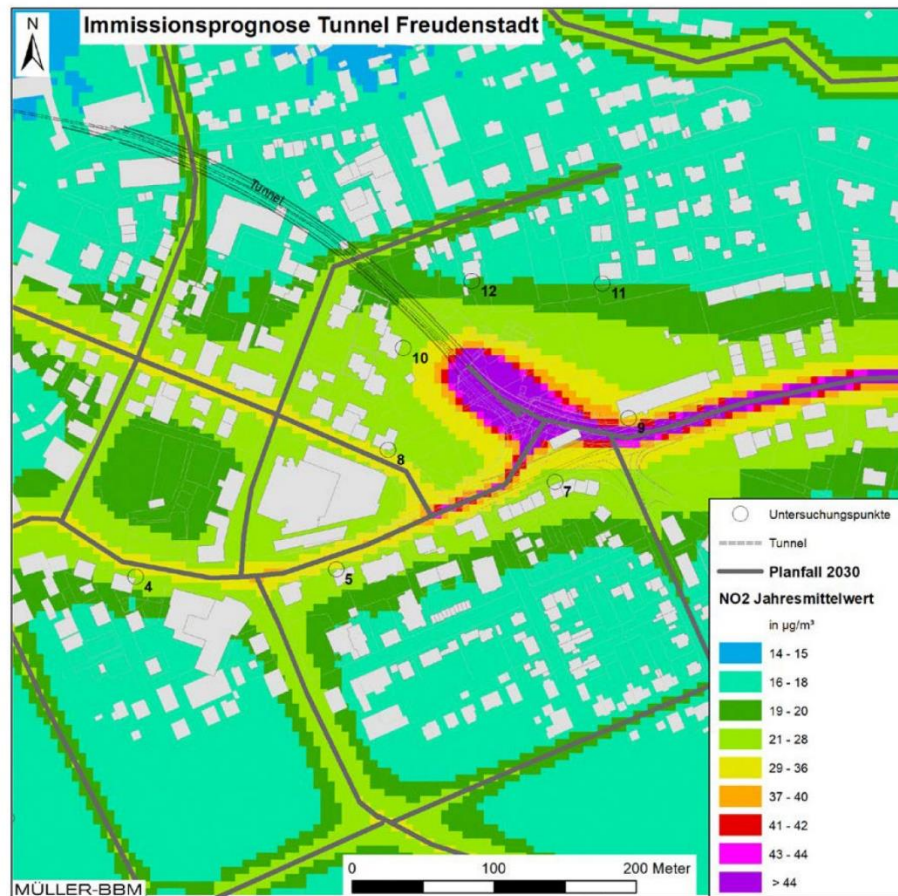 Immissionsprognose Tunnel Freudenstadt
N
Tunnel
12
11
10
9
8
7
5
4
Untersuchungspunkte
Tunnel
Planfall 2030
NO2 Jahresmittelwert
in µg/m³
14 - 15
16 - 18
19 - 20
21 - 28
29 - 36
37 - 40
41 - 42
43 - 44
> 44
0 100 200 Meter
MÜLLER-BBM